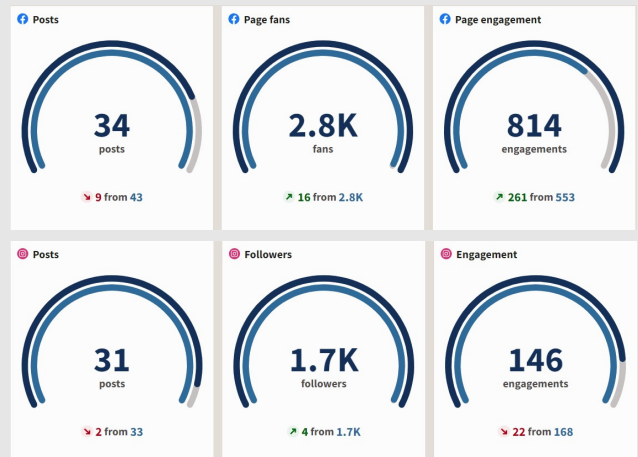 Posts
34
posts
9 from 43
Page fans
2.8K
fans
16 from 2.8K
Page engagement
814
engagements
261 from 553
Posts
31
posts
2 from 33
Followers
1.7K
followers
4 from 1.7K
Engagement
146
engagements
22 from 168